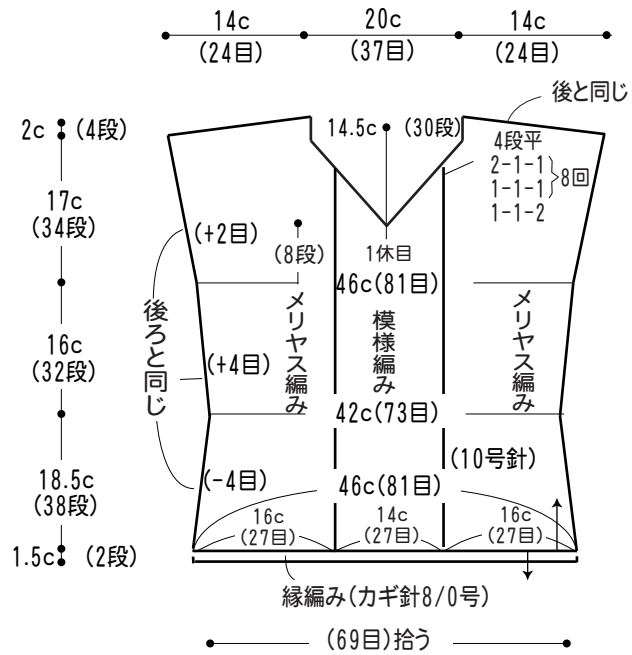 14c 20c 14c
(24目) (37目) (24目)
後と同じ
2c (4段)
14.5c (30段)
4段平
2-1-1
1-1-1
8回
1-1-2
17c
(34段)
(+2目)
(8段)
1休目
46c(81目)
後ろと同じ
メリヤス編み
模様編み
メリヤス編み
16c
(32段)
(+4目)
42c(73目)
(10号針)
18.5c
(38段)
(-4目)
46c(81目)
16c 14c 16c
(27目) (27目) (27目)
1.5c (2段)
縁編み(カギ針8/0号)
(69目)拾う